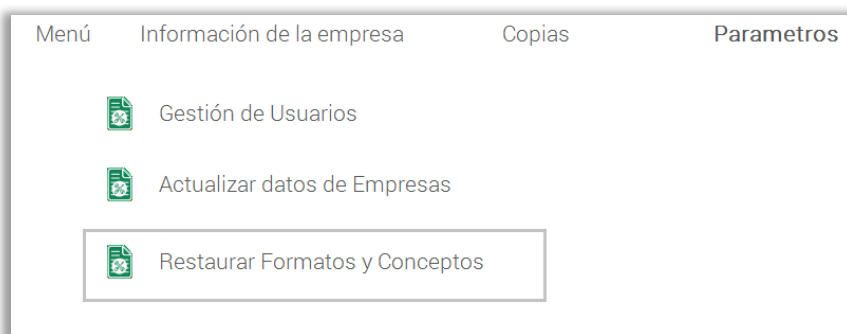 Menú Información de la empresa Copias Parametros
Gestión de Usuarios
Actualizar datos de Empresas
Restaurar Formatos y Conceptos